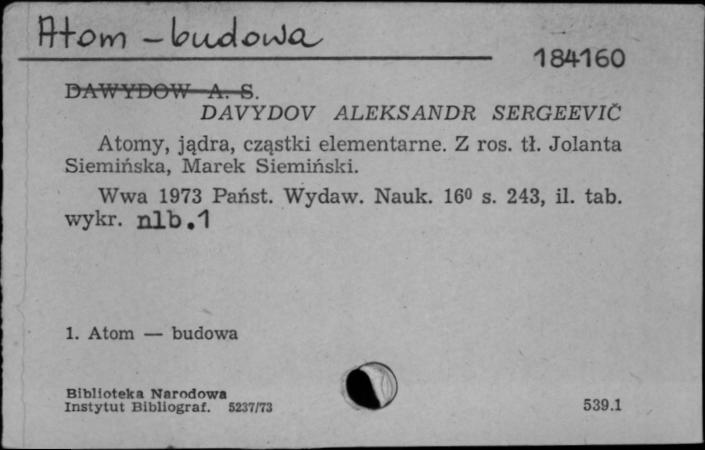 Atom – budowa
184160
DAWYDOW A. S.
DAVYDOV ALEKSANDR SERGEEVIČ
Atomy, jądra, cząstki elementarne. Z ros. tł. Jolanta
Siemińska, Marek Siemiński.
Wwa 1973 Państ. Wydaw. Nauk. 16⁰ s. 243, il. tab.
wykr. nlb.1
1. Atom — budowa
Biblioteka Narodowa
Instytut Bibliograf. 5237/73
539.1